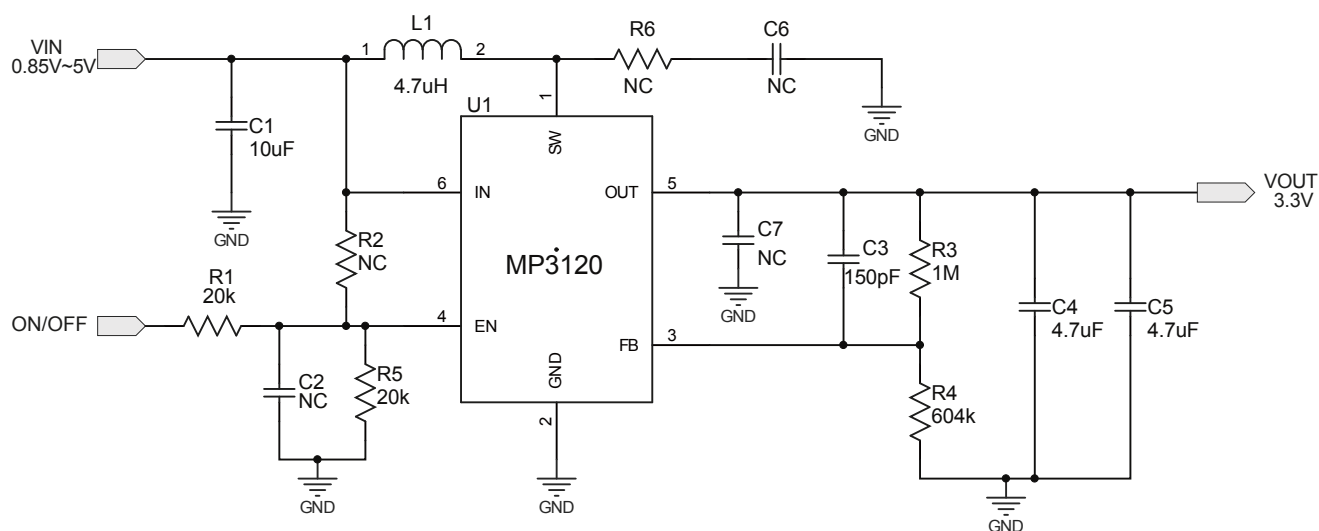 L1
R6
C6
VIN
0.85V~5V
1
2
4.7uH
NC
NC
1
U1
GND
C1
10uF
SW
6
IN
OUT
5
VOUT
3.3V
GND
R2
NC
MP3120
C7
NC
C3
150pF
R3
1M
R1
20k
GND
C4
4.7uF
C5
4.7uF
ON/OFF
4
EN
FB
3
GND
C2
NC
R5
20k
R4
604k
2
GND
GND
GND